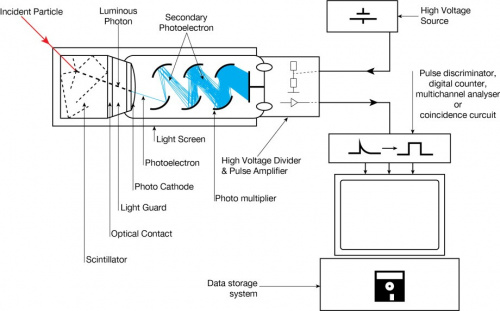 Incident Particle
Luminous
Photon
Secondary
Photoelectron
High Voltage
Source
Pulse discriminator,
digital counter,
multichannel analyser
or
coincidence curcuit
Light Screen
High Voltage Divider
& Pulse Amplifier
Photoelectron
Photo Cathode
Photo multiplier
Light Guard
Optical Contact
Scintillator
Data storage
system